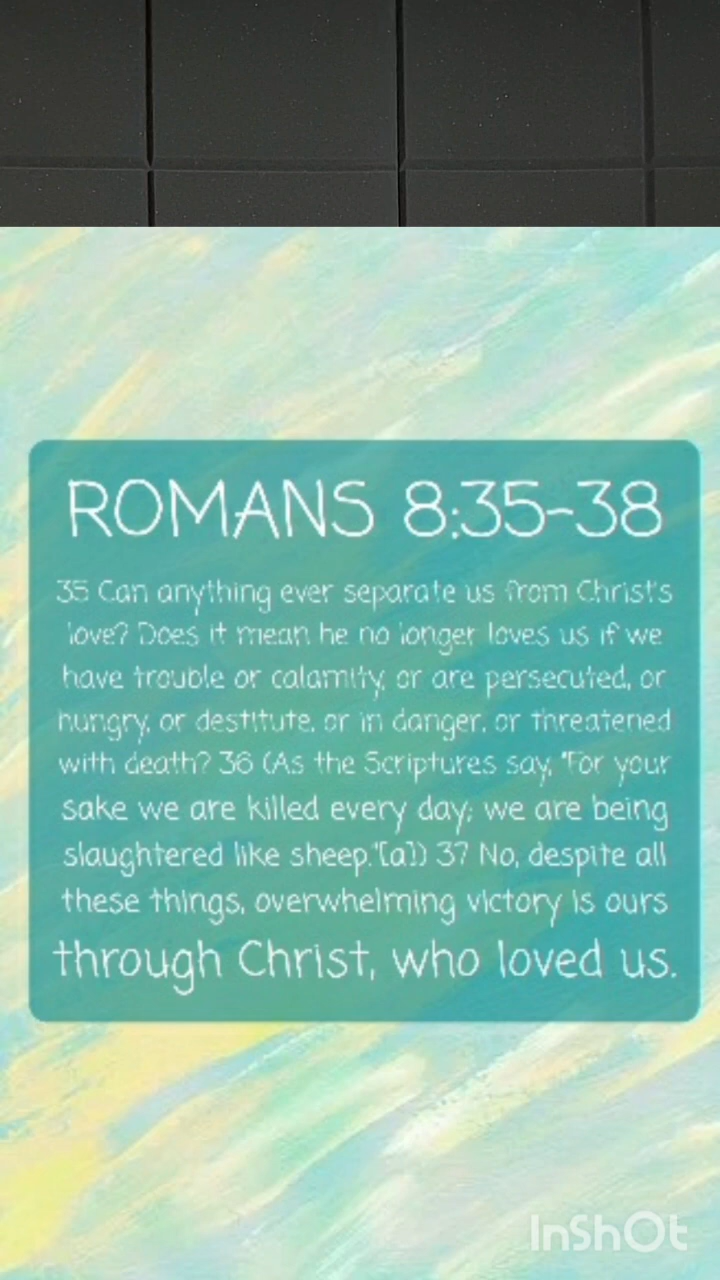 ROMANS 8:35-38
35 Can anything ever separate us from Christ's
love? Does it mean he no longer loves us if we
have trouble or calamity, or are persecuted, or
hungry, or destitute, or in danger, or threatened
with death? 36 (As the Scriptures say, "For your
sake we are killed every day; we are being
slaughtered like sheep."[a]) 37 No, despite all
these things, overwhelming victory is ours
through Christ, who loved us.
InShOt